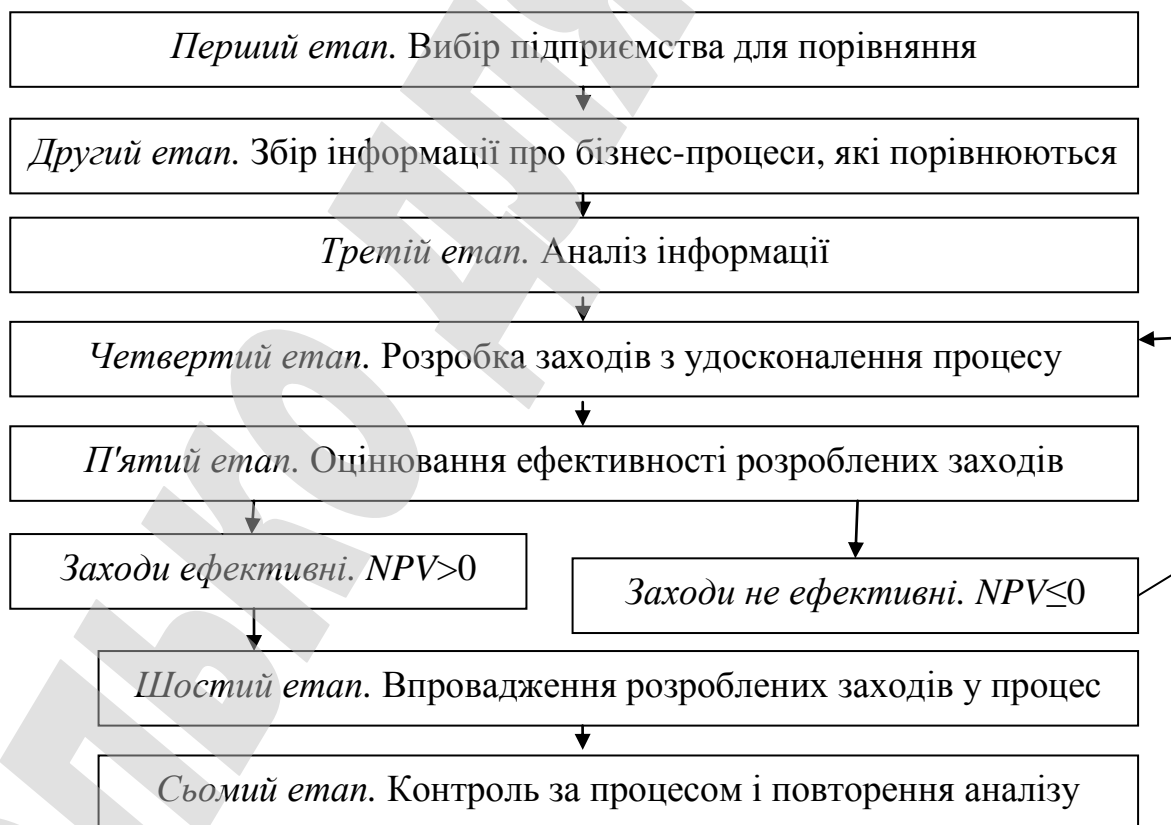 Перший етап. Вибір підприємства для порівняння
Другий етап. Збір інформації про бізнес-процеси, які порівнюються
Третій етап. Аналіз інформації
Четвертий етап. Розробка заходів з удосконалення процесу
П'ятий етап. Оцінювання ефективності розроблених заходів
Заходи ефективні. NPV>0
Заходи не ефективні. NPV≤0
Шостий етап. Впровадження розроблених заходів у процес
Сьомий етап. Контроль за процесом і повторення аналізу